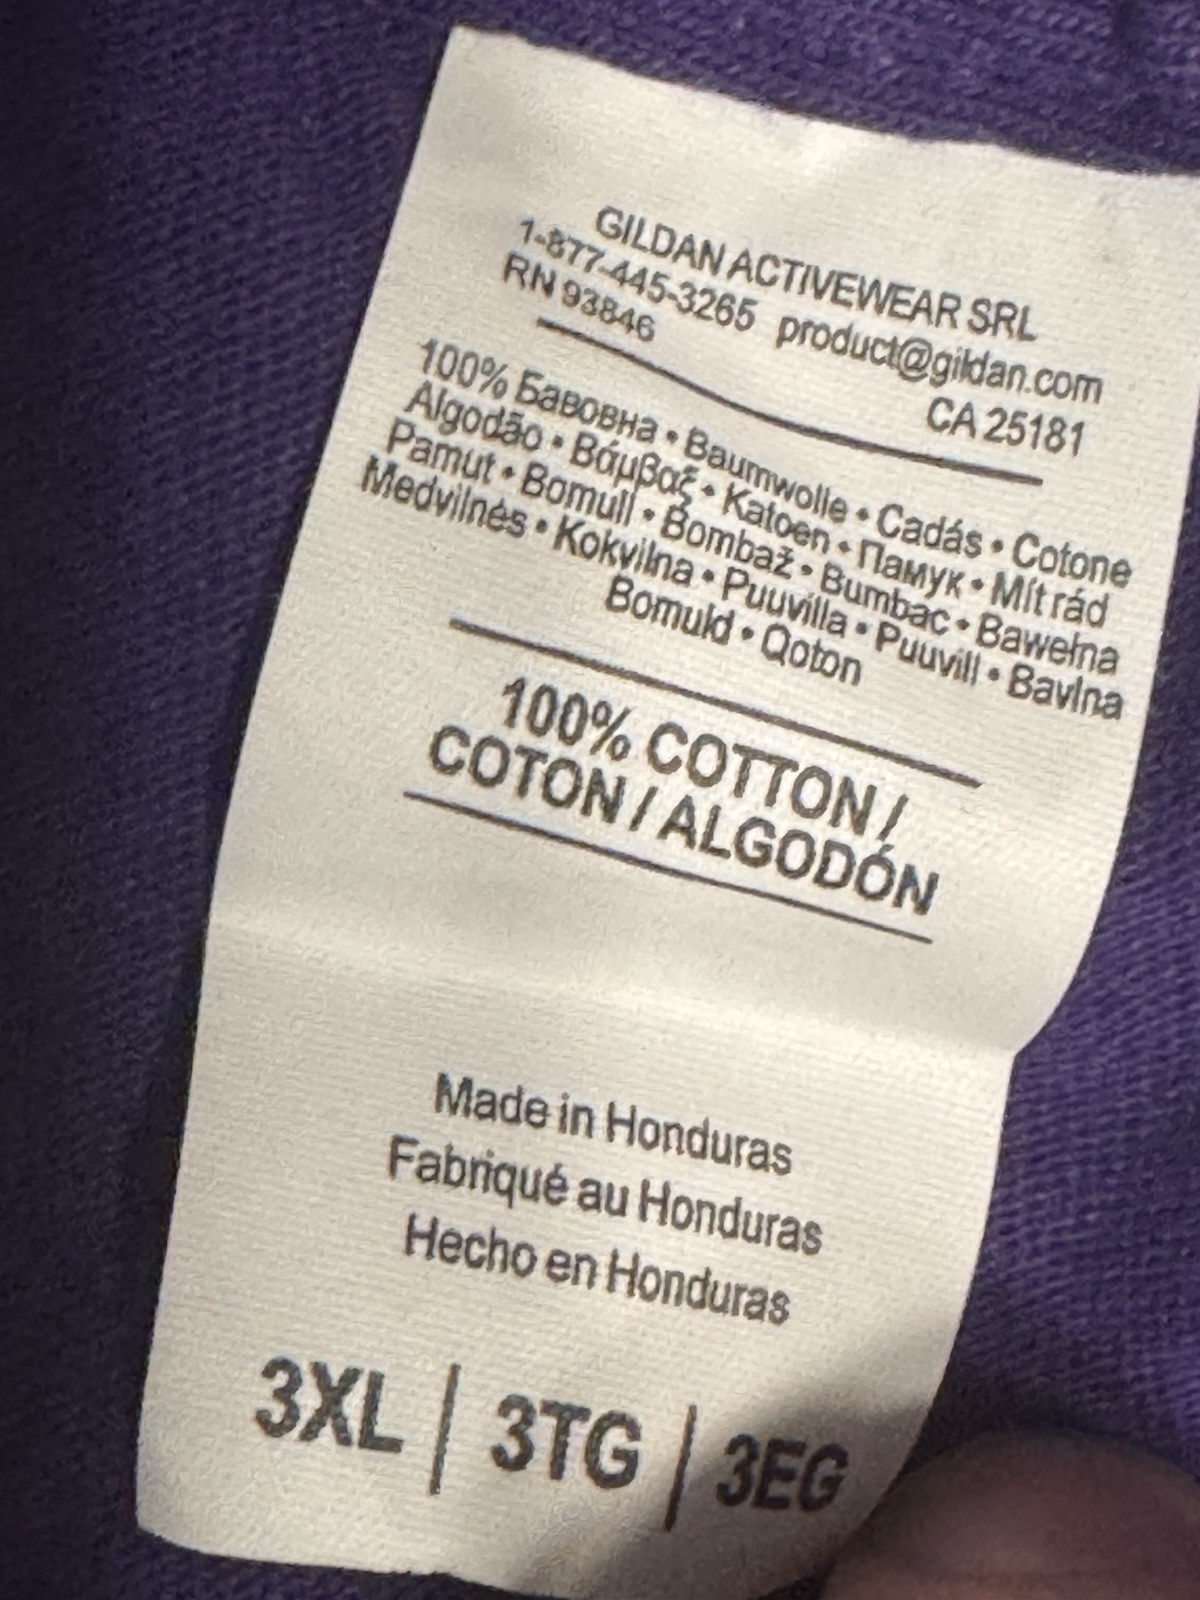 GILDAN ACTIVEWEAR SRL
1-877-445-3265 product@gildan.com
RN 93846 CA 25181
100% Бавовна • Baumwolle • Cadás • Cotone
Algodão • Βάμβαξ • Katoen • Памук • Mít rád
Pamut • Bomull • Bombaž • Bumbac • Bawełna
Medvilnės • Kokvilna • Puuvilla • Puuvill • Bavlna
Bomuld • Qoton
100% COTTON /
COTON / ALGODÓN
Made in Honduras
Fabriqué au Honduras
Hecho en Honduras
3XL | 3TG | 3EG